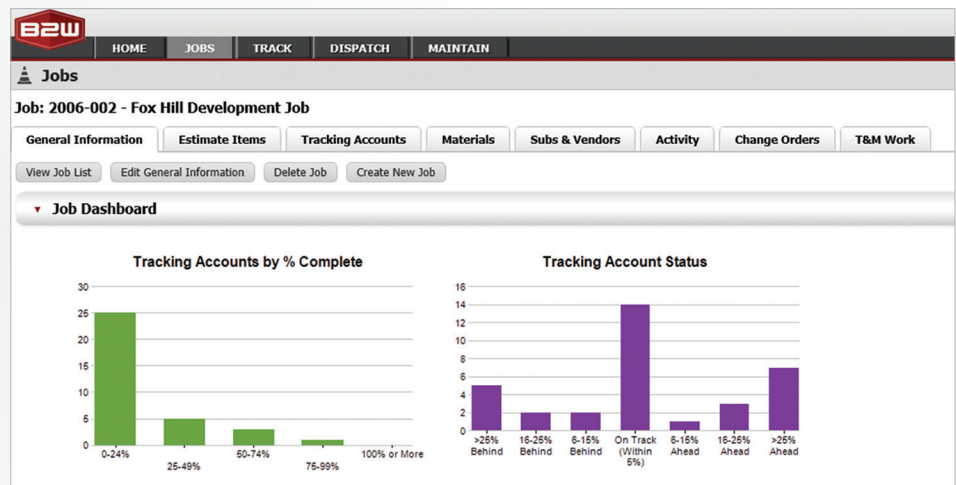 B2W
HOME JOBS TRACK DISPATCH MAINTAIN
Jobs
Job: 2006-002 - Fox Hill Development Job
General Information Estimate Items Tracking Accounts Materials Subs & Vendors Activity Change Orders T&M Work
View Job List Edit General Information Delete Job Create New Job
Job Dashboard
Tracking Accounts by % Complete
30
25
20
15
10
5
0
0-24% 25-49% 50-74% 75-99% 100% or More
Tracking Account Status
16
14
12
10
8
6
4
2
0
>25% 16-25% 6-15% On Track 6-15% 16-25% >25%
Behind Behind Behind (Within Ahead Ahead Ahead
5%)